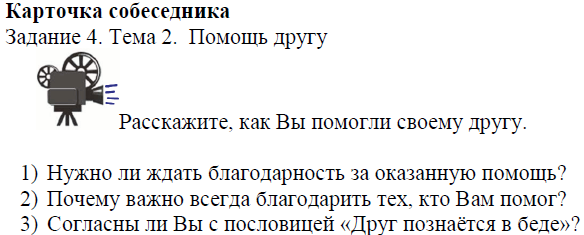 Карточка собеседника
Задание 4. Тема 2. Помощь другу
Расскажите, как Вы помогли своему другу.
1) Нужно ли ждать благодарность за оказанную помощь?
2) Почему важно всегда благодарить тех, кто Вам помог?
3) Согласны ли Вы с пословицей «Друг познаётся в беде»?